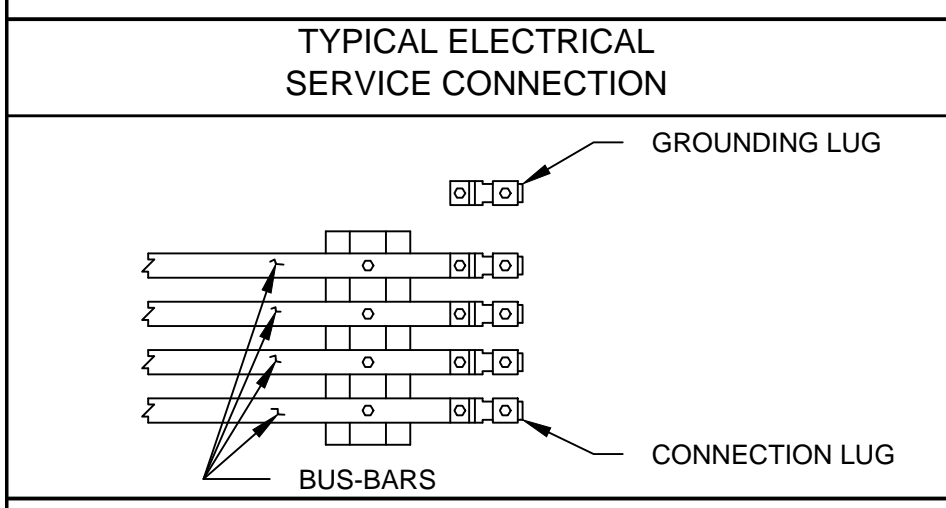 TYPICAL ELECTRICAL
SERVICE CONNECTION
GROUNDING LUG
CONNECTION LUG
BUS-BARS